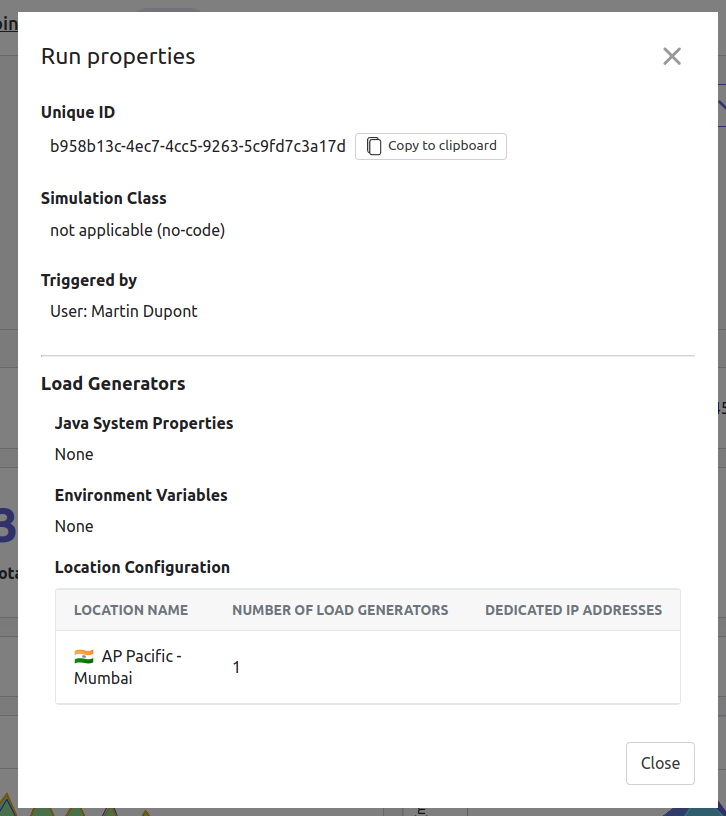 Run properties
Unique ID
b958b13c-4ec7-4cc5-9263-5c9fd7c3a17d Copy to clipboard
Simulation Class
not applicable (no-code)
Triggered by
User: Martin Dupont
Load Generators
Java System Properties
None
Environment Variables
None
Location Configuration
LOCATION NAME NUMBER OF LOAD GENERATORS DEDICATED IP ADDRESSES
AP Pacific -
Mumbai
1
Close